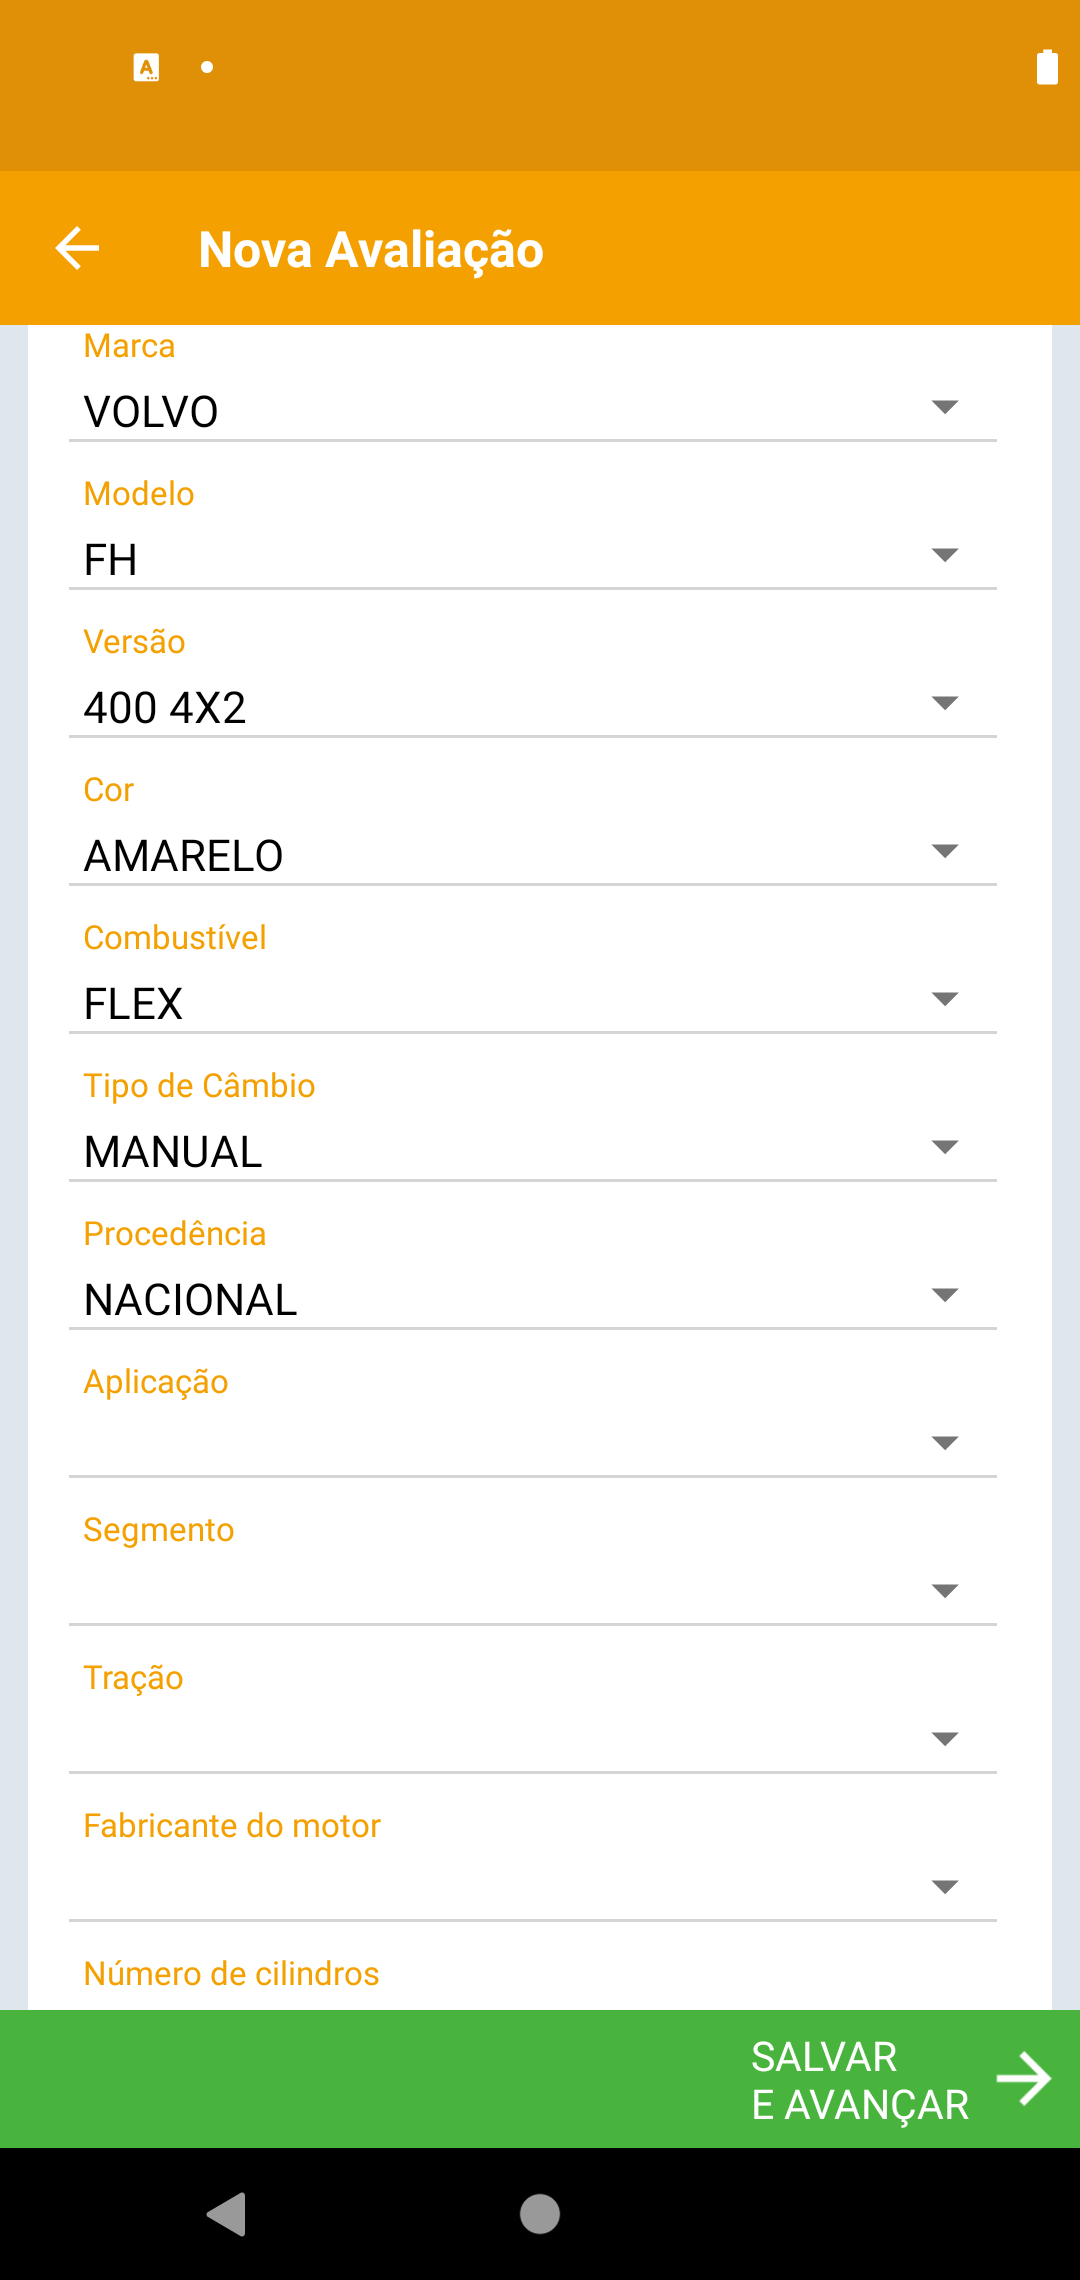 Nova Avaliação
Marca
VOLVO
Modelo
FH
Versão
400 4X2
Cor
AMARELO
Combustível
FLEX
Tipo de Câmbio
MANUAL
Procedência
NACIONAL
Aplicação
Segmento
Tração
Fabricante do motor
Número de cilindros
SALVAR
E AVANÇAR